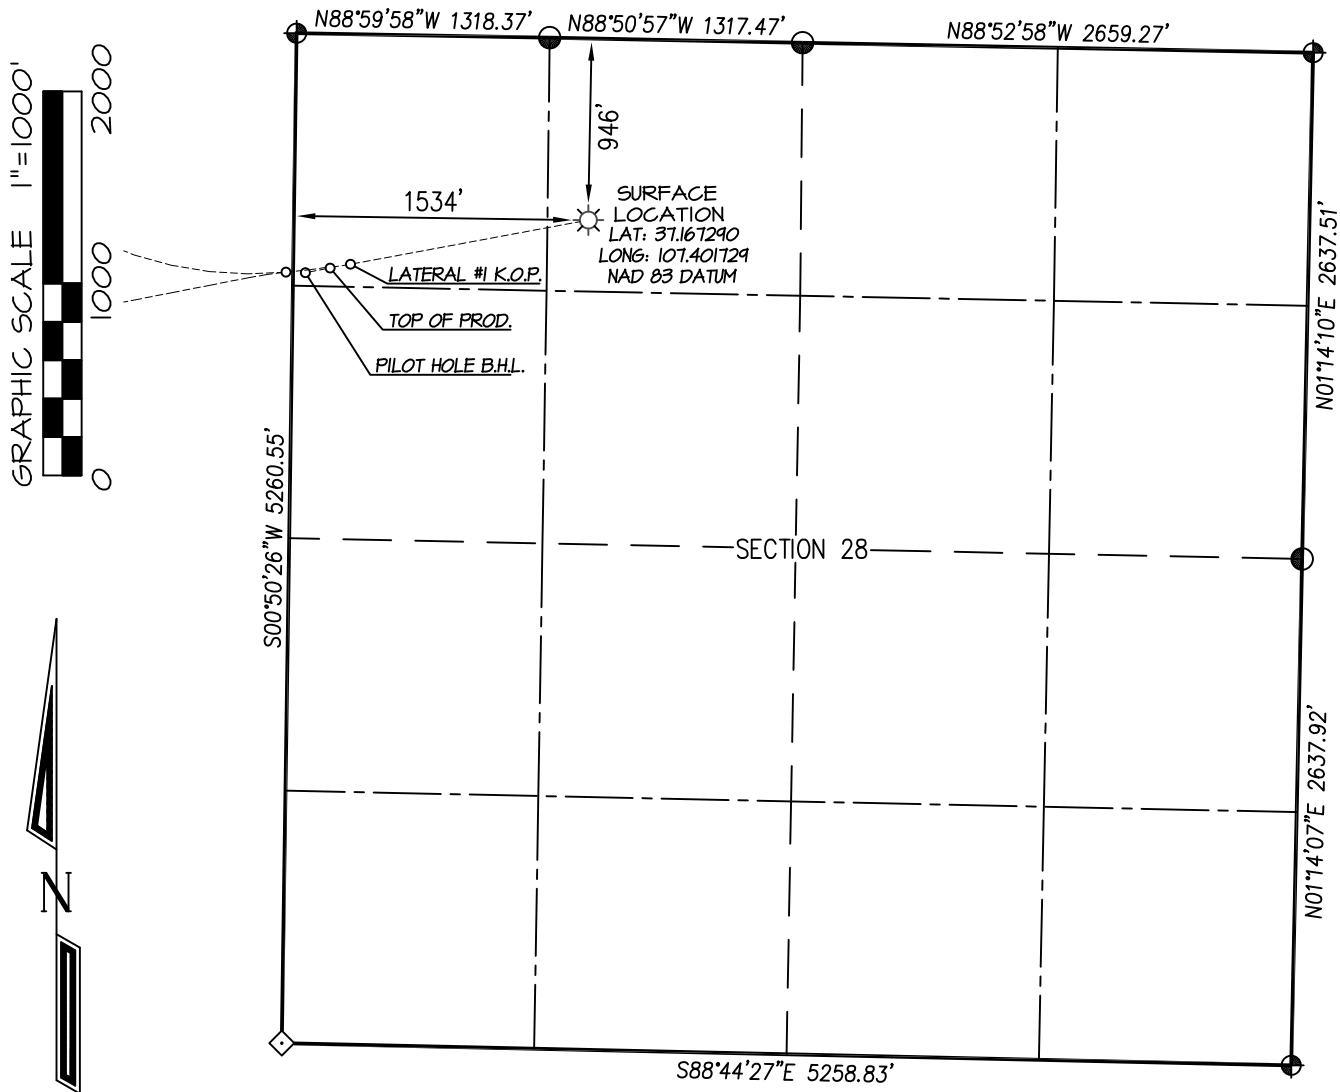 N88°59'58"W 1318.37'
N88°50'57"W 1317.47'
N88°52'58"W 2659.27'
GRAPHIC SCALE 1"=1000'
2000
1000
0
946'
1534'
SURFACE
LOCATION
LAT: 37.167290
LONG: 107.401729
NAD 83 DATUM
LATERAL #1 K.O.P.
TOP OF PROD.
PILOT HOLE B.H.L.
N01°14'10"E 2637.51'
S00°50'26"W 5260.55'
SECTION 28
N01°14'07"E 2637.92'
N
S88°44'27"E 5258.83'